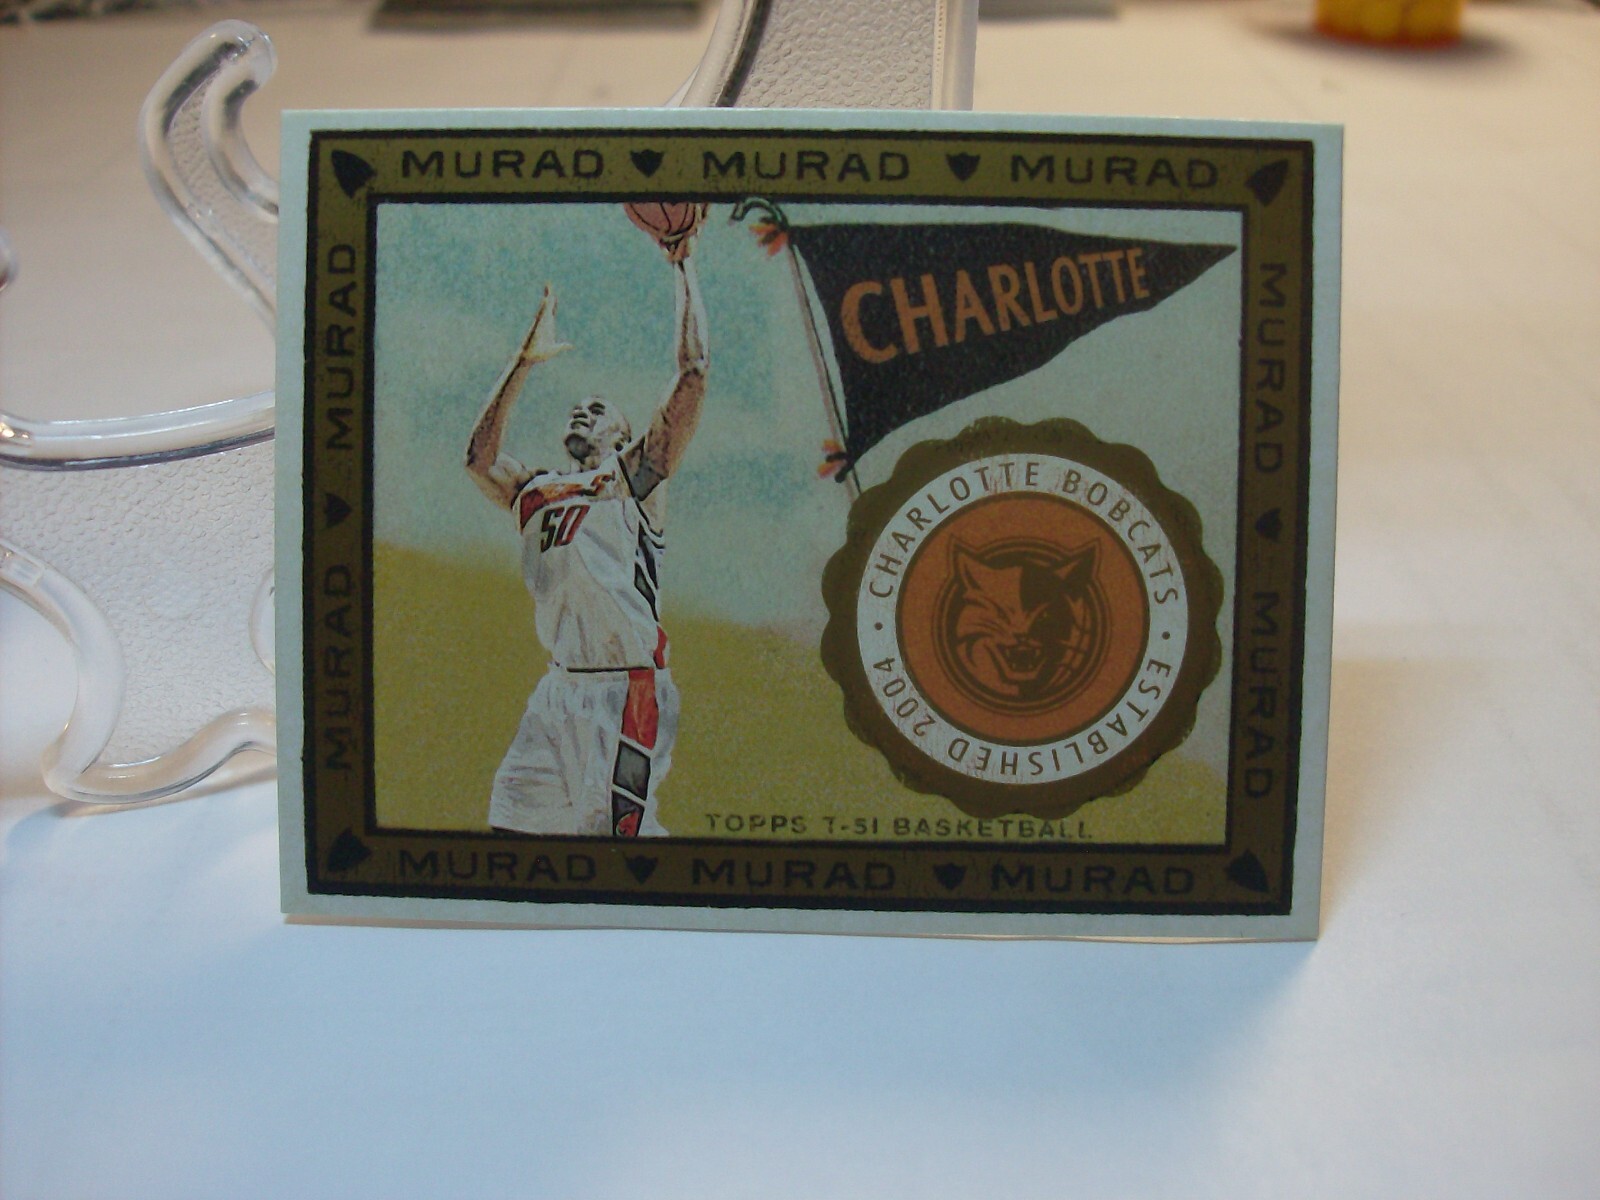 MURAD MURAD MURAD
MURAD MURAD
CHARLOTTE
50
CHARLOTTE BOBCATS • ESTABLISHED 2004 •
MURAD MURAD
TOPPS T-51 BASKETBALL
MURAD MURAD MURAD